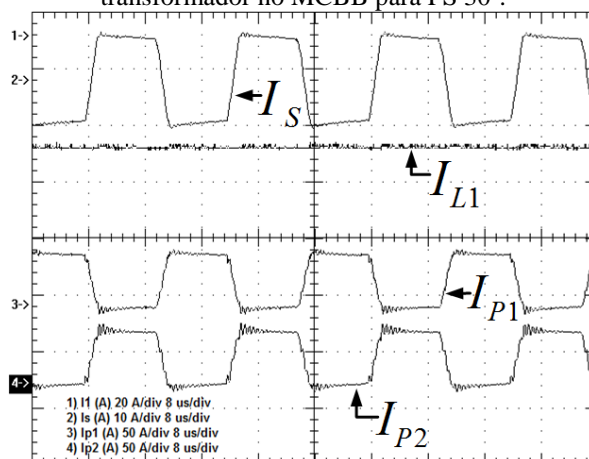 transformador no MCBB para PS 30°.
1->
2->
I_S
I_L1
3->
I_P1
4->
I_P2
1) I1 (A) 20 A/div 8 us/div
2) Is (A) 10 A/div 8 us/div
3) Ip1 (A) 50 A/div 8 us/div
4) Ip2 (A) 50 A/div 8 us/div